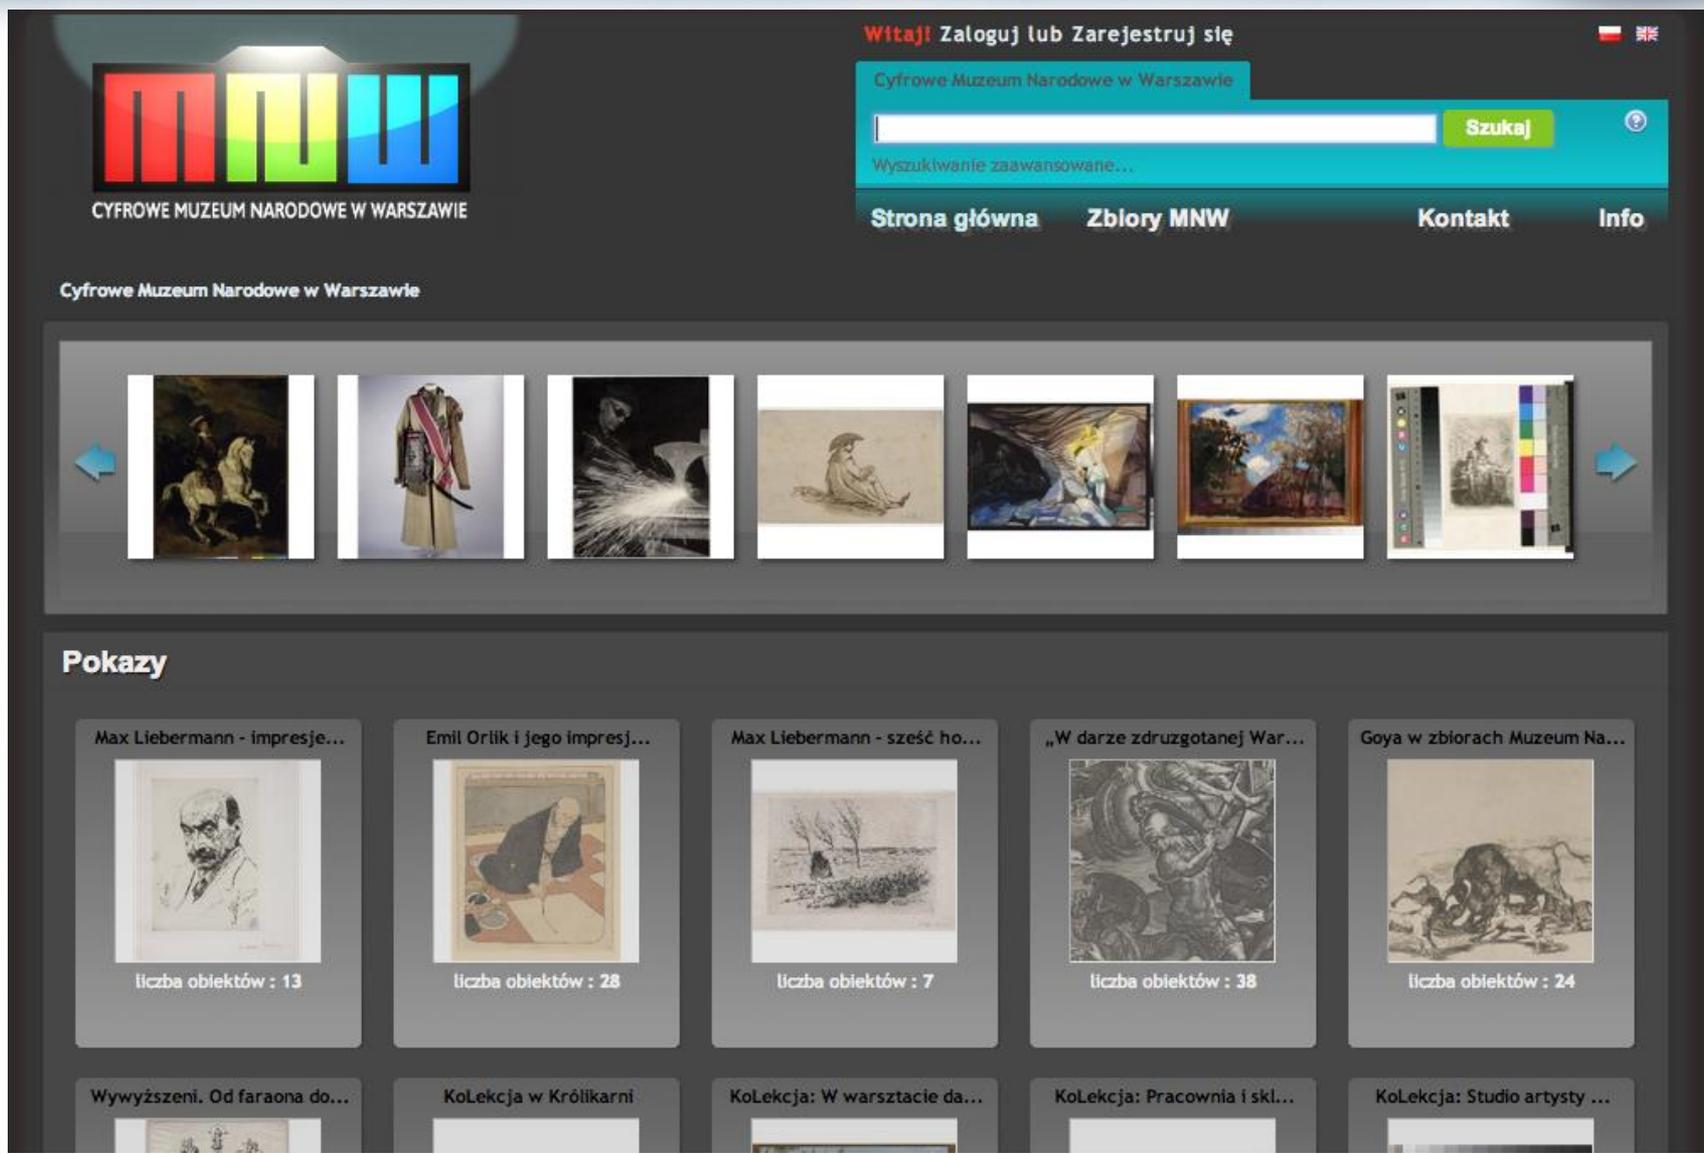 Witaj! Zaloguj lub Zarejestruj się
MNW
CYFROWE MUZEUM NARODOWE W WARSZAWIE
Cyfrowe Muzeum Narodowe w Warszawie
Szukaj
Wyszukiwanie zaawansowane...
Strona główna
Zbiory MNW
Kontakt
Info
Cyfrowe Muzeum Narodowe w Warszawie
Pokazy
Max Liebermann - impresje...
Emil Orlik i jego impresj...
Max Liebermann - sześć ho...
„W darze zdruzgotanej War...
Goya w zbiorach Muzeum Na...
liczba obiektów : 13
liczba obiektów : 28
liczba obiektów : 7
liczba obiektów : 38
liczba obiektów : 24
Wywyższeni. Od faraona do...
KoLekcja w Królikarni
KoLekcja: W warsztacie da...
KoLekcja: Pracownia i skl...
KoLekcja: Studio artysty ...